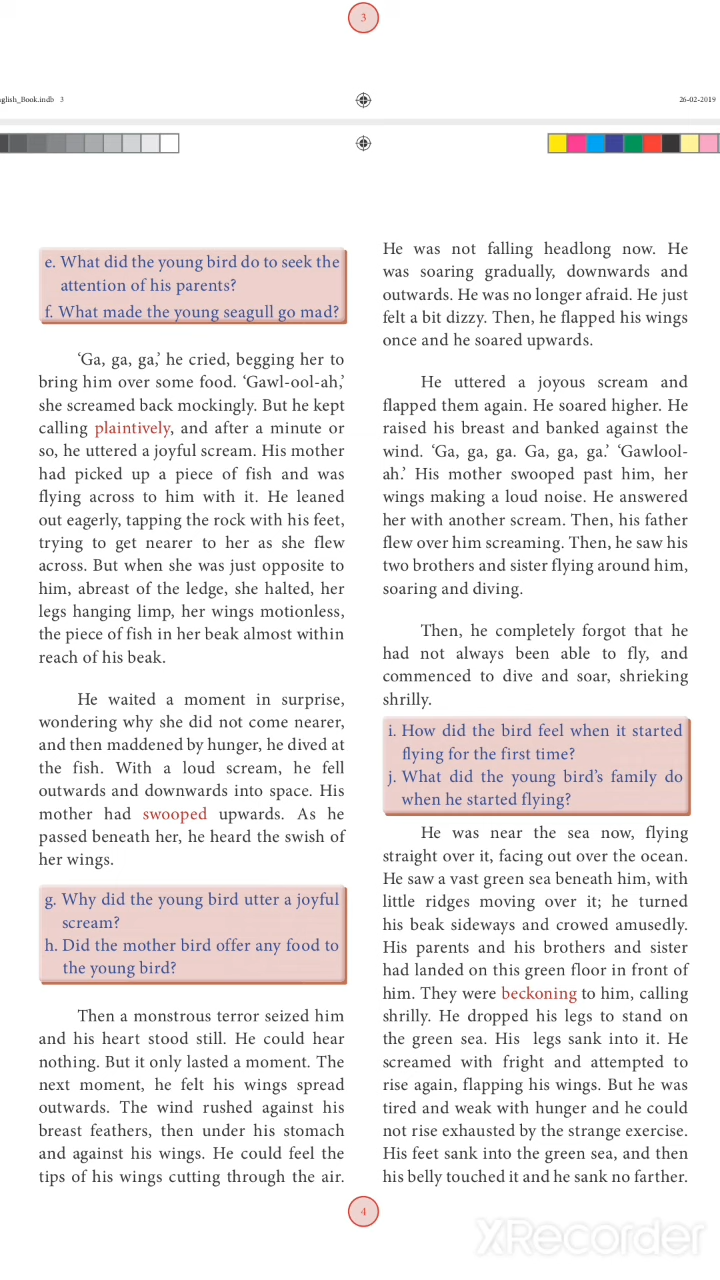 3
glish_Book.indb 3
26-02-2019
e. What did the young bird do to seek the
attention of his parents?
f. What made the young seagull go mad?
‘Ga, ga, ga,’ he cried, begging her to
bring him over some food. ‘Gawl-ool-ah,’
she screamed back mockingly. But he kept
calling plaintively, and after a minute or
so, he uttered a joyful scream. His mother
had picked up a piece of fish and was
flying across to him with it. He leaned
out eagerly, tapping the rock with his feet,
trying to get nearer to her as she flew
across. But when she was just opposite to
him, abreast of the ledge, she halted, her
legs hanging limp, her wings motionless,
the piece of fish in her beak almost within
reach of his beak.
He waited a moment in surprise,
wondering why she did not come nearer,
and then maddened by hunger, he dived at
the fish. With a loud scream, he fell
outwards and downwards into space. His
mother had swooped upwards. As he
passed beneath her, he heard the swish of
her wings.
g. Why did the young bird utter a joyful
scream?
h. Did the mother bird offer any food to
the young bird?
Then a monstrous terror seized him
and his heart stood still. He could hear
nothing. But it only lasted a moment. The
next moment, he felt his wings spread
outwards. The wind rushed against his
breast feathers, then under his stomach
and against his wings. He could feel the
tips of his wings cutting through the air.
He was not falling headlong now. He
was soaring gradually, downwards and
outwards. He was no longer afraid. He just
felt a bit dizzy. Then, he flapped his wings
once and he soared upwards.
He uttered a joyous scream and
flapped them again. He soared higher. He
raised his breast and banked against the
wind. ‘Ga, ga, ga. Ga, ga, ga.’ ‘Gawlool-
ah.’ His mother swooped past him, her
wings making a loud noise. He answered
her with another scream. Then, his father
flew over him screaming. Then, he saw his
two brothers and sister flying around him,
soaring and diving.
Then, he completely forgot that he
had not always been able to fly, and
commenced to dive and soar, shrieking
shrilly.
i. How did the bird feel when it started
flying for the first time?
j. What did the young bird’s family do
when he started flying?
He was near the sea now, flying
straight over it, facing out over the ocean.
He saw a vast green sea beneath him, with
little ridges moving over it; he turned
his beak sideways and crowed amusedly.
His parents and his brothers and sister
had landed on this green floor in front of
him. They were beckoning to him, calling
shrilly. He dropped his legs to stand on
the green sea. His legs sank into it. He
screamed with fright and attempted to
rise again, flapping his wings. But he was
tired and weak with hunger and he could
not rise exhausted by the strange exercise.
His feet sank into the green sea, and then
his belly touched it and he sank no farther.
4
XRecorder